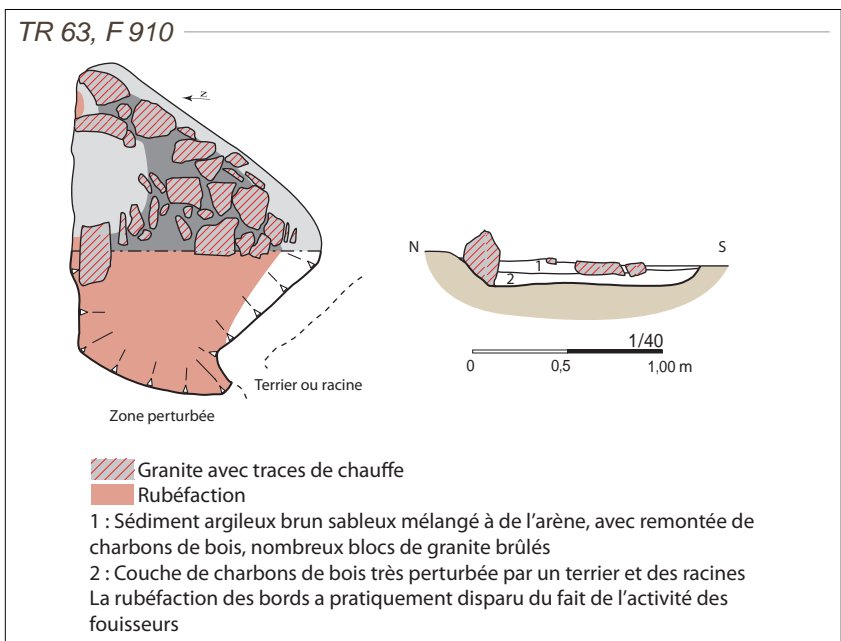 TR 63, F 910
N
N
S
1
2
1/40
0 0,5 1,00 m
Terrier ou racine
Zone perturbée
Granite avec traces de chauffe
Rubéfaction
1 : Sédiment argileux brun sableux mélangé à de l’arène, avec remontée de
charbons de bois, nombreux blocs de granite brûlés
2 : Couche de charbons de bois très perturbée par un terrier et des racines
La rubéfaction des bords a pratiquement disparu du fait de l’activité des
fouisseurs